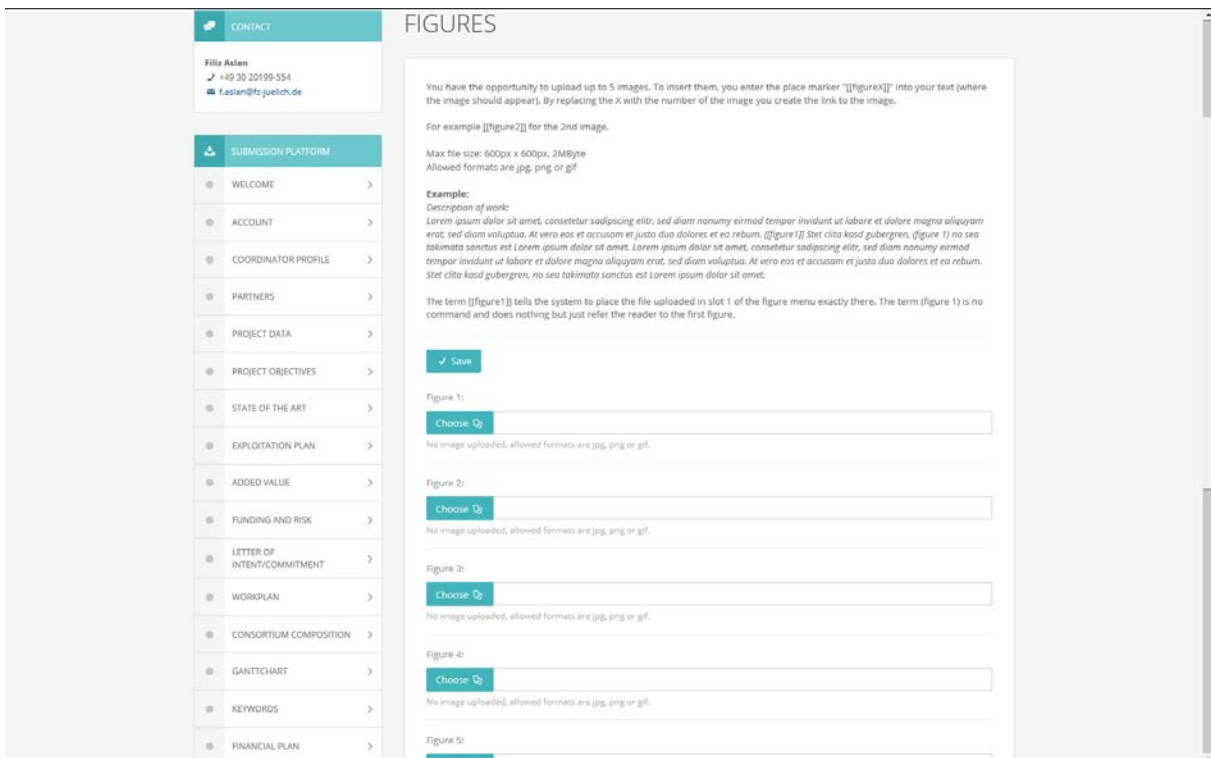 CONTACT
Filiz Aslan
+49 30 20199-554
f.aslan@fz-juelich.de
SUBMISSION PLATFORM
WELCOME
ACCOUNT
COORDINATOR PROFILE
PARTNERS
PROJECT DATA
PROJECT OBJECTIVES
STATE OF THE ART
EXPLOITATION PLAN
ADDED VALUE
FUNDING AND RISK
LETTER OF
INTENT/COMMITMENT
WORKPLAN
CONSORTIUM COMPOSITION
GANTTCHART
KEYWORDS
FINANCIAL PLAN
FIGURES
You have the opportunity to upload up to 5 images. To insert them, you enter the place marker "[[figureX]]" into your text (where
the image should appear). By replacing the X with the number of the image you create the link to the image.
For example [[figure2]] for the 2nd image.
Max file size: 600px x 600px, 2MByte
Allowed formats are jpg, png or gif
Example:
Description of work:
Lorem ipsum dolor sit amet, consetetur sadipscing elitr, sed diam nonumy eirmod tempor invidunt ut labore et dolore magna aliquyam
erat, sed diam voluptua. At vero eos et accusam et justo duo dolores et ea rebum. [[figure1]] Stet clita kasd gubergren, (figure 1) no sea
takimata sanctus est Lorem ipsum dolor sit amet. Lorem ipsum dolor sit amet, consetetur sadipscing elitr, sed diam nonumy eirmod
tempor invidunt ut labore et dolore magna aliquyam erat, sed diam voluptua. At vero eos et accusam et justo duo dolores et ea rebum.
Stet clita kasd gubergren, no sea takimata sanctus est Lorem ipsum dolor sit amet.
The term [[figure1]] tells the system to place the file uploaded in slot 1 of the figure menu exactly there. The term (figure 1) is no
command and does nothing but just refer the reader to the first figure.
Save
Figure 1:
Choose
No image uploaded, allowed formats are jpg, png or gif.
Figure 2:
Choose
No image uploaded, allowed formats are jpg, png or gif.
Figure 3:
Choose
No image uploaded, allowed formats are jpg, png or gif.
Figure 4:
Choose
No image uploaded, allowed formats are jpg, png or gif.
Figure 5: